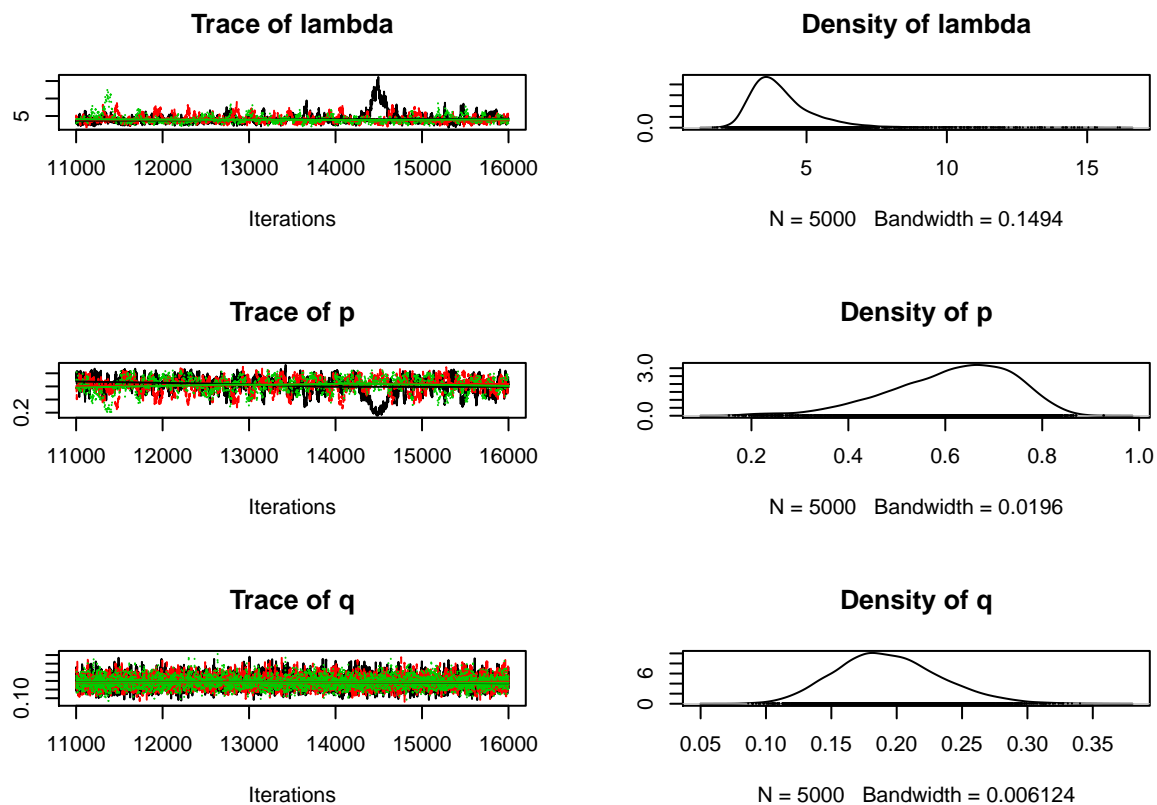 Trace of lambda
5
11000 12000 13000 14000 15000 16000
Iterations
Density of lambda
0.0
5 10 15
N = 5000 Bandwidth = 0.1494
Trace of p
0.2
11000 12000 13000 14000 15000 16000
Iterations
Density of p
0.0 3.0
0.2 0.4 0.6 0.8 1.0
N = 5000 Bandwidth = 0.0196
Trace of q
0.10
11000 12000 13000 14000 15000 16000
Iterations
Density of q
0 6
0.05 0.10 0.15 0.20 0.25 0.30 0.35
N = 5000 Bandwidth = 0.006124